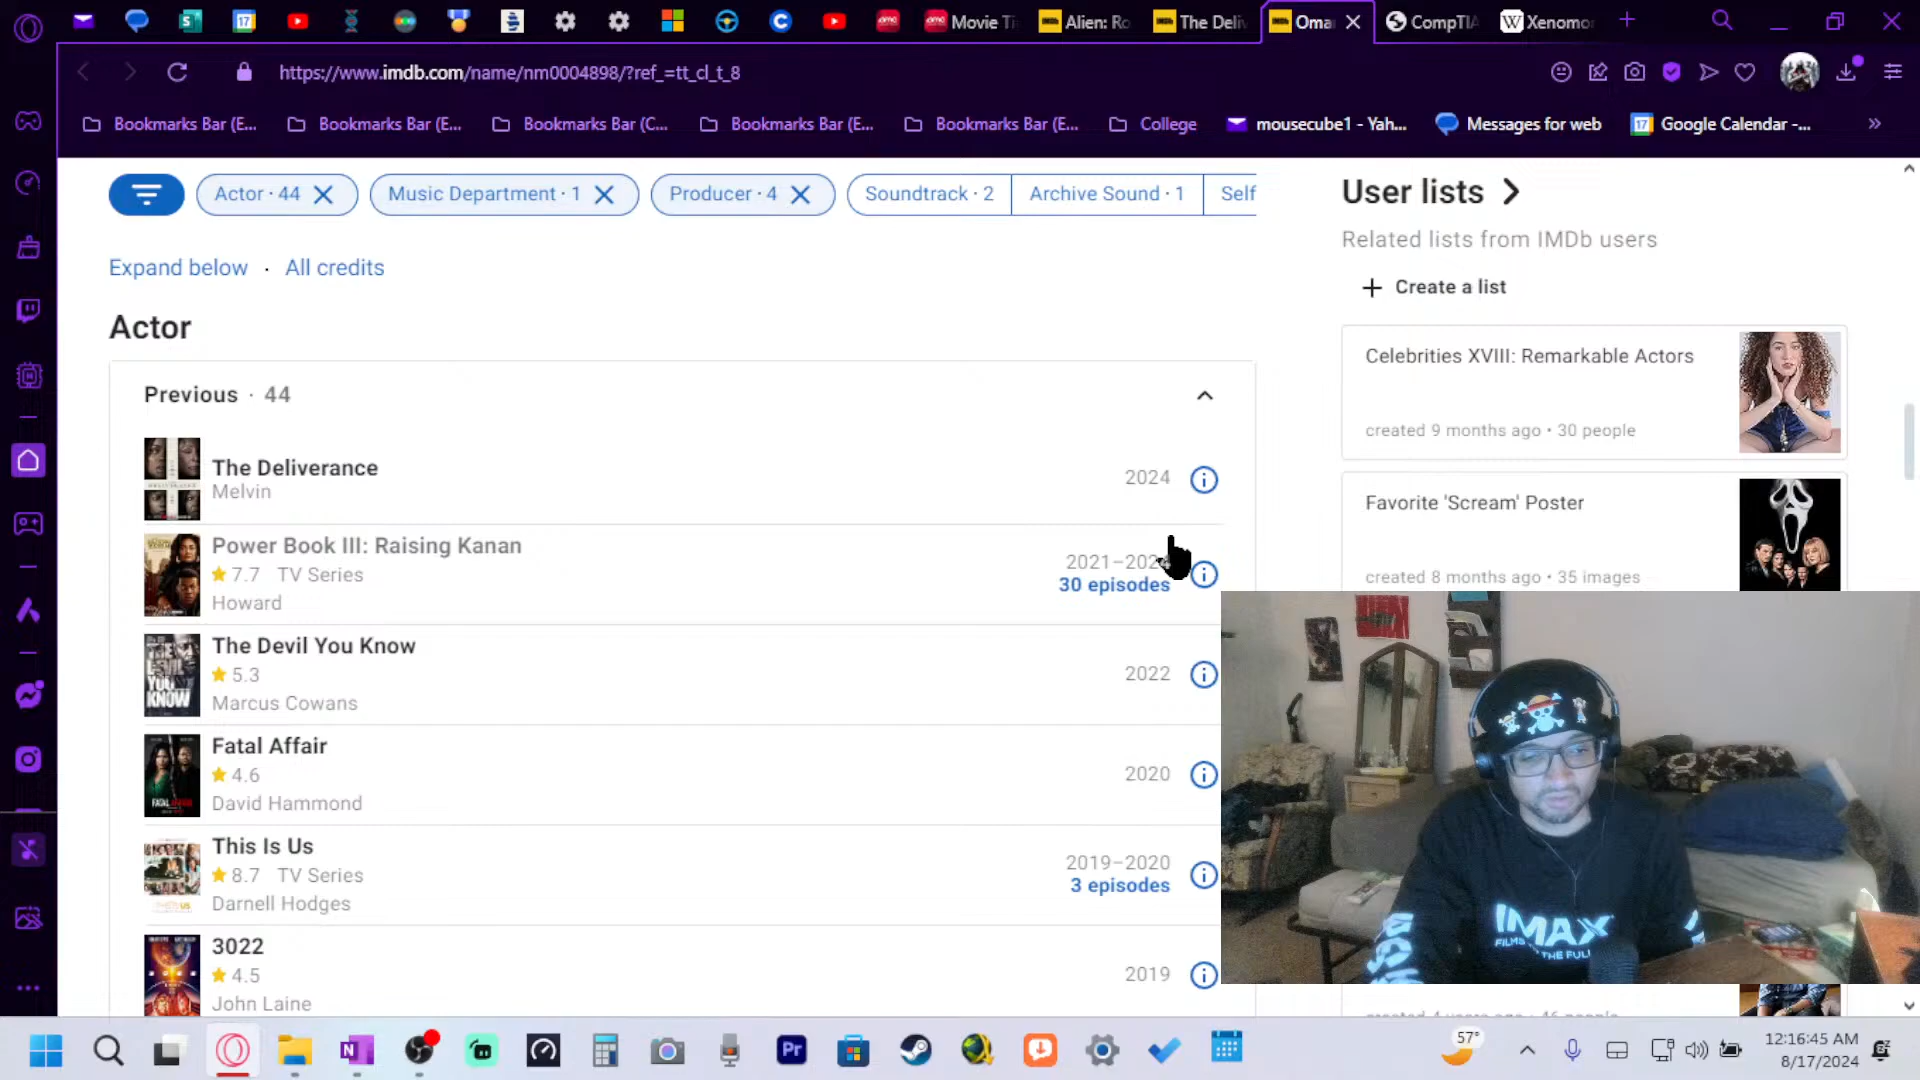 Movie Ti
Alien: Ro
The Deliv
Oma
CompTIA
Xenomo
https://www.imdb.com/name/nm0004898/?ref_=tt_cl_t_8
Bookmarks Bar (E...
Bookmarks Bar (E...
Bookmarks Bar (C...
Bookmarks Bar (E...
Bookmarks Bar (E...
College
mousecube1 - Yah...
Messages for web
Google Calendar -...
Actor · 44
Music Department · 1
Producer · 4
Soundtrack · 2
Archive Sound · 1
Self
Expand below · All credits
Actor
Previous · 44
The Deliverance
Melvin
2024
Power Book III: Raising Kanan
7.7 TV Series
Howard
2021–2024
30 episodes
The Devil You Know
5.3
Marcus Cowans
2022
Fatal Affair
4.6
David Hammond
2020
This Is Us
8.7 TV Series
Darnell Hodges
2019–2020
3 episodes
3022
4.5
John Laine
2019
User lists
Related lists from IMDb users
Create a list
Celebrities XVIII: Remarkable Actors
created 9 months ago • 30 people
Favorite 'Scream' Poster
created 8 months ago • 35 images
IMAX
57°
12:16:45 AM
8/17/2024